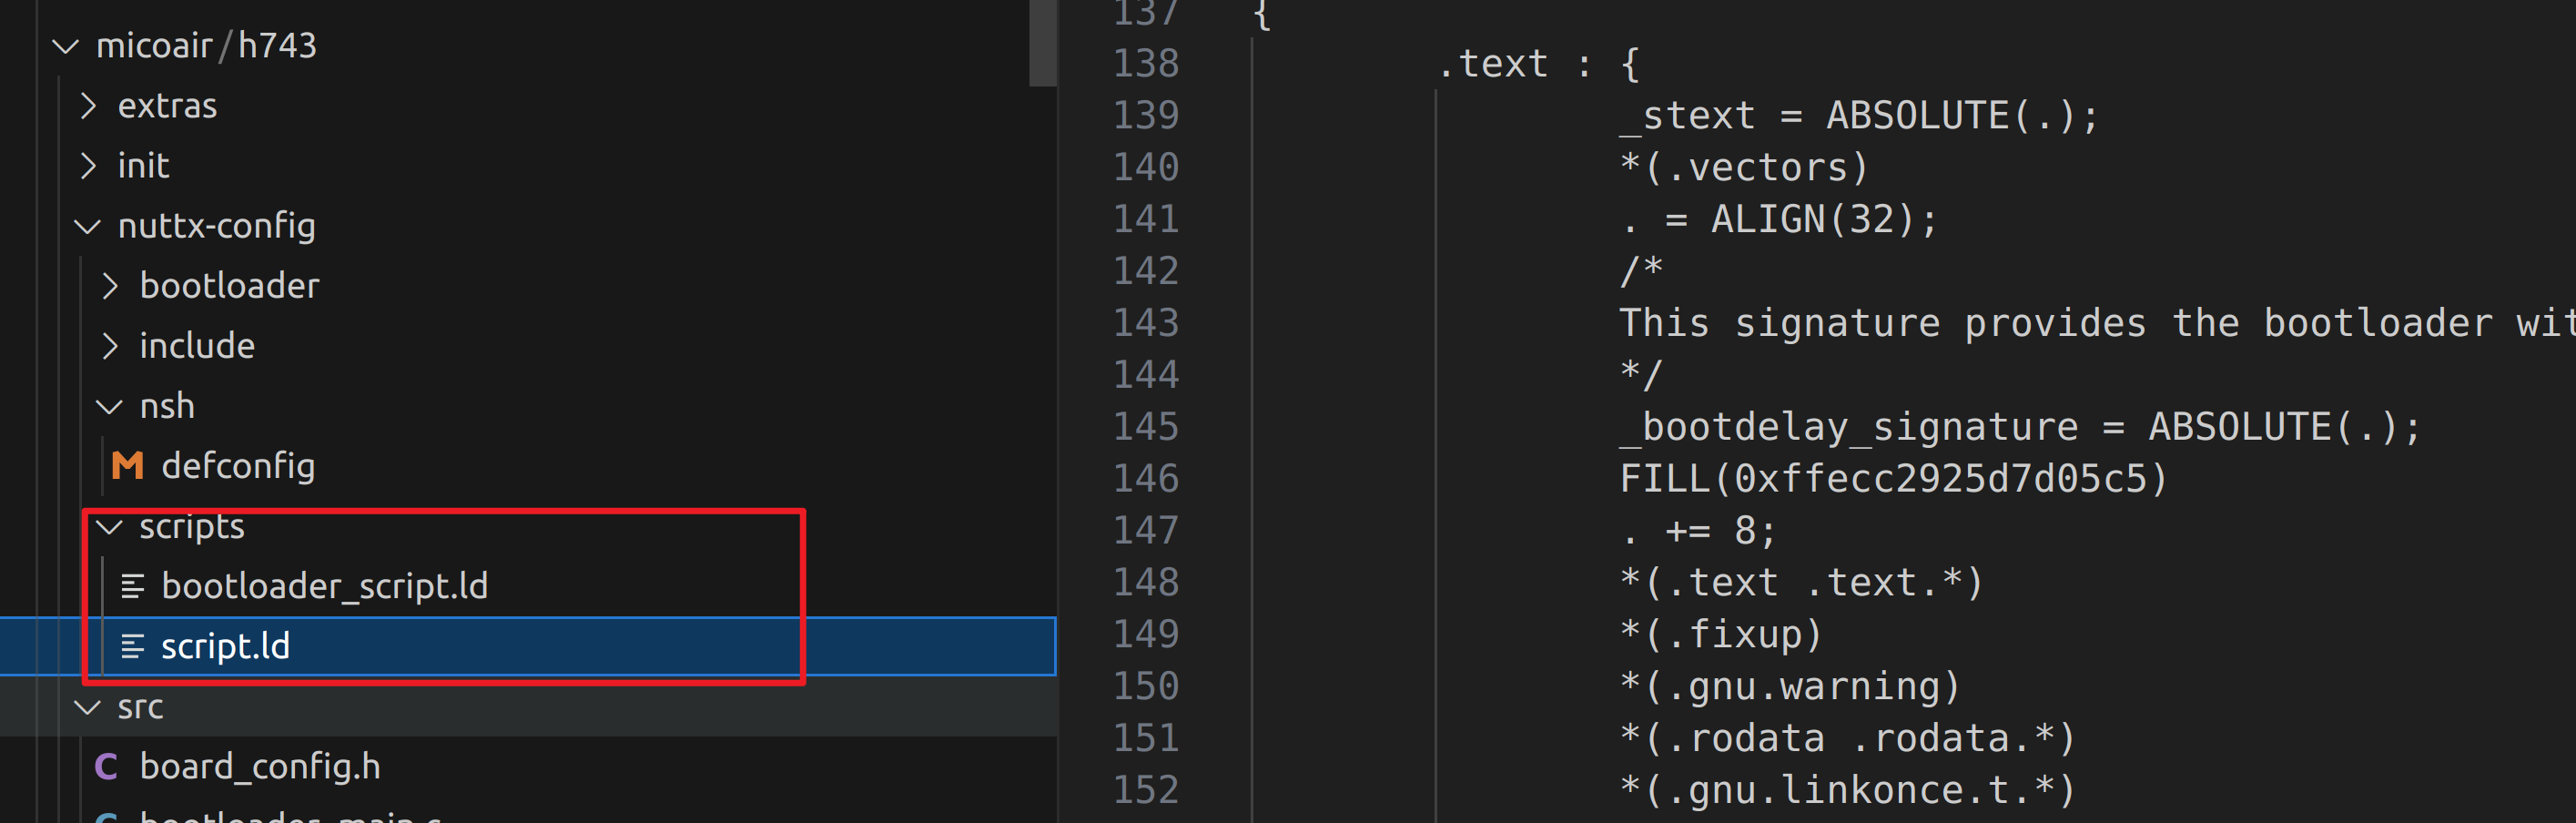 micoair/h743
extras
init
nuttx-config
bootloader
include
nsh
defconfig
scripts
bootloader_script.ld
script.ld
src
board_config.h
bootloader_main.c
137 {
138 .text : {
139 _stext = ABSOLUTE(.);
140 *(.vectors)
141 . = ALIGN(32);
142 /*
143 This signature provides the bootloader wit
144 */
145 _bootdelay_signature = ABSOLUTE(.);
146 FILL(0xffecc2925d7d05c5)
147 . += 8;
148 *(.text .text.*)
149 *(.fixup)
150 *(.gnu.warning)
151 *(.rodata .rodata.*)
152 *(.gnu.linkonce.t.*)